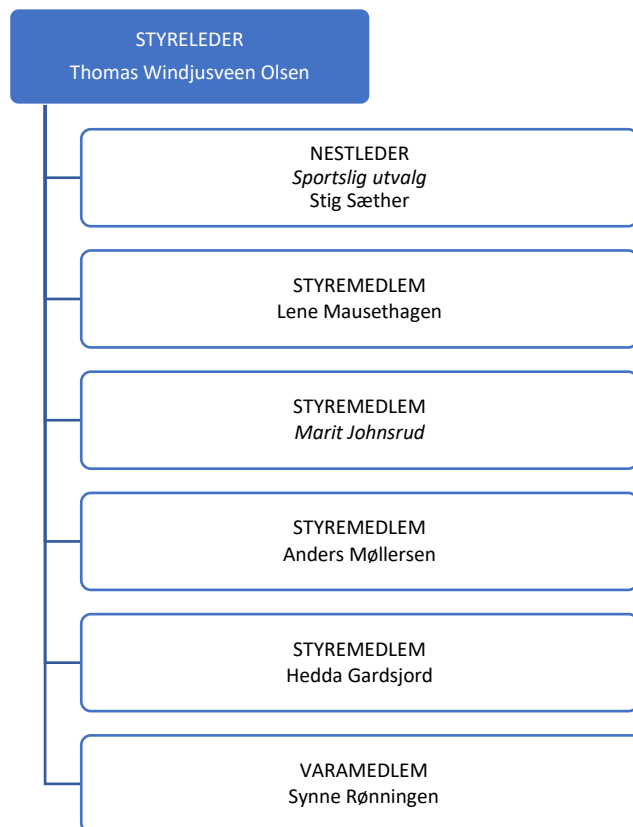 STYRELEDER
Thomas Windjusveen Olsen
NESTLEDER
Sportslig utvalg
Stig Sæther
STYREMEDLEM
Lene Mausethagen
STYREMEDLEM
Marit Johnsrud
STYREMEDLEM
Anders Møllersen
STYREMEDLEM
Hedda Gardsjord
VARAMEDLEM
Synne Rønningen